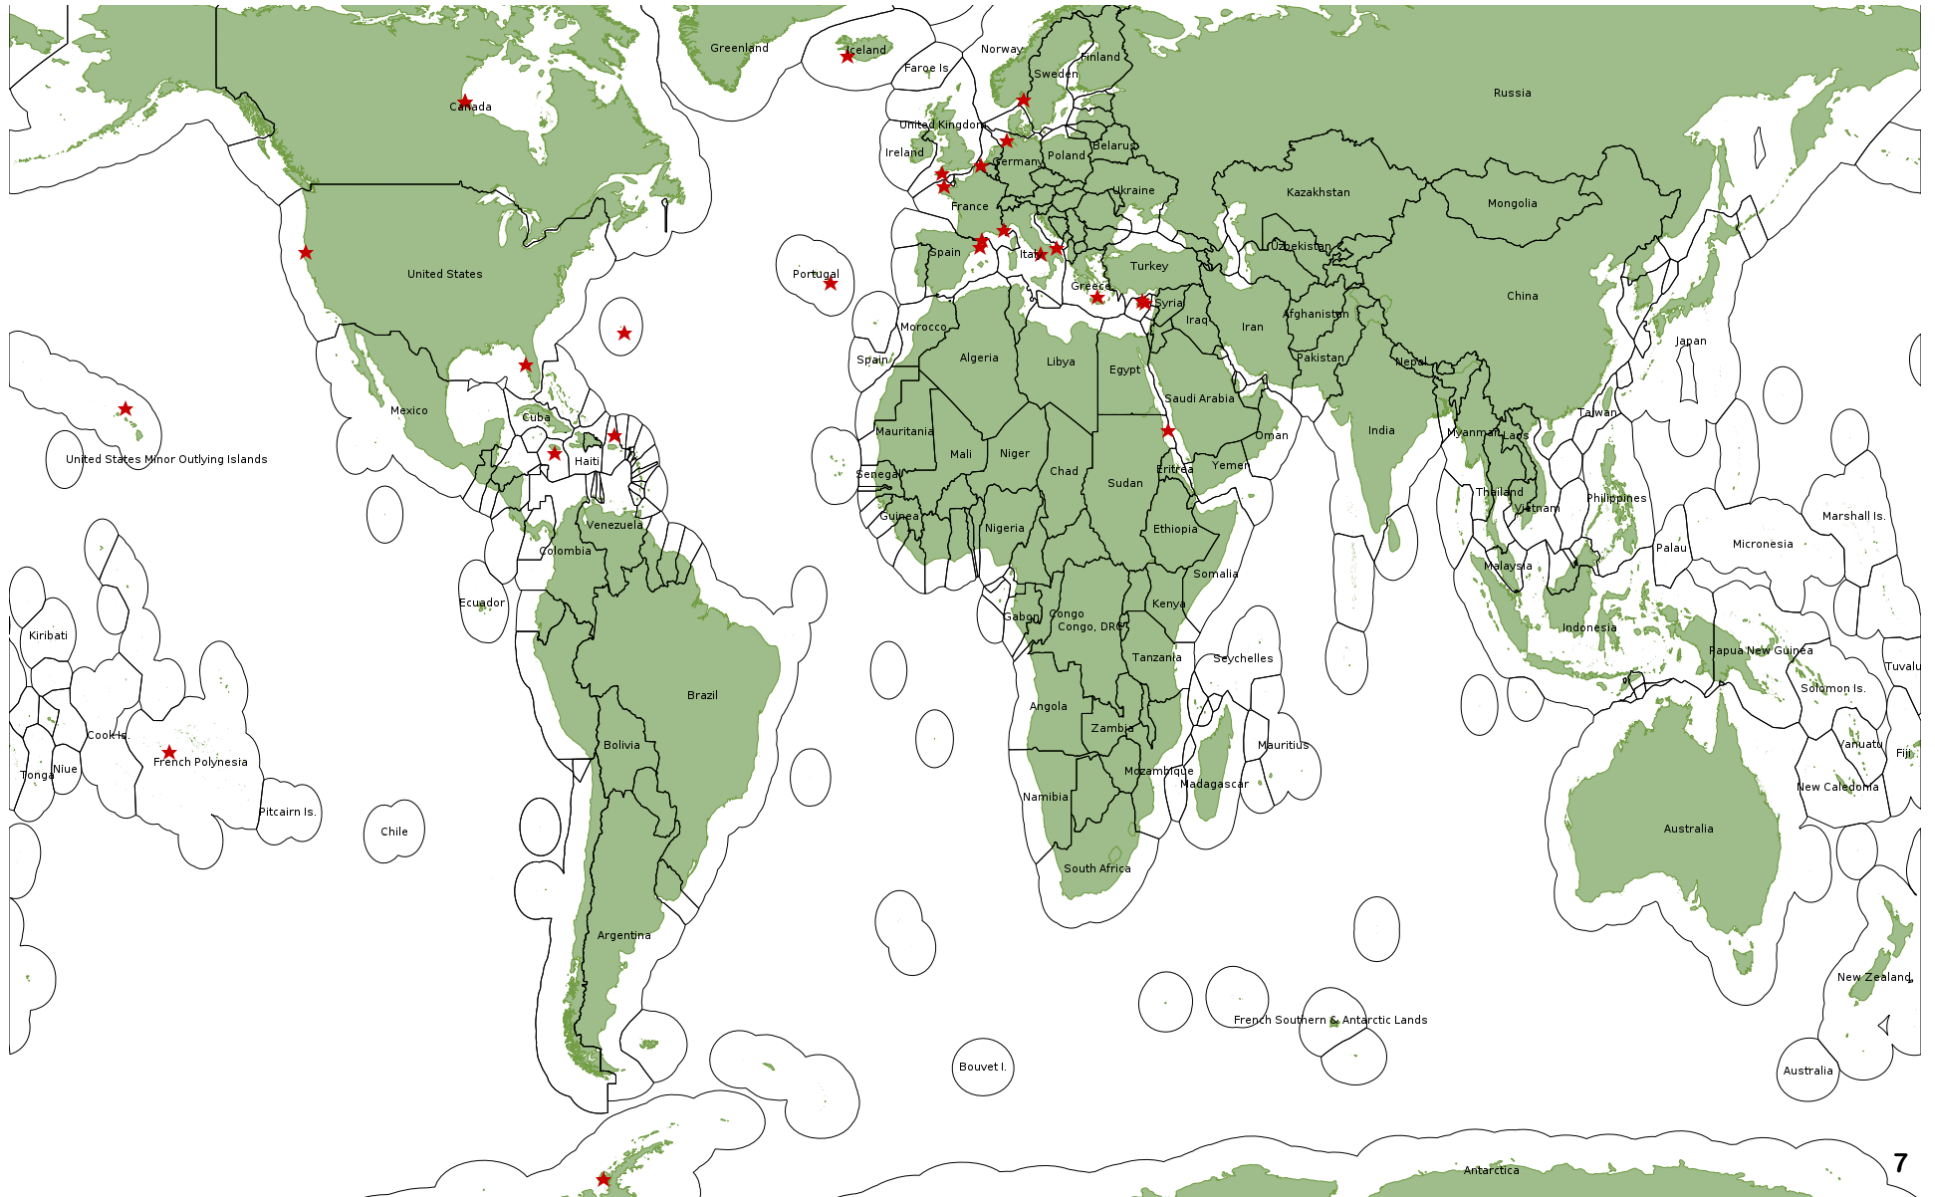 Greenland
Iceland
Norway
Finland
Sweden
Faroe Is.
Russia
Canada
United Kingdom
Ireland
Belarus
Poland
Germany
Ukraine
Kazakhstan
Mongolia
France
Uzbekistan
Spain
Italy
Turkey
United States
Portugal
Greece
Syria
China
Afghanistan
Iraq
Iran
Morocco
Japan
Algeria
Libya
Egypt
Spain
Pakistan
Nepal
Saudi Arabia
Mexico
Cuba
Taiwan
India
Mauritania
Oman
Myanmar
Laos
Mali
Niger
United States Minor Outlying Islands
Haiti
Chad
Eritrea
Yemen
Senegal
Sudan
Thailand
Philippines
Vietnam
Guinea
Marshall Is.
Venezuela
Nigeria
Ethiopia
Micronesia
Palau
Colombia
Malaysia
Somalia
Ecuador
Kenya
Gabon
Congo
Congo, DRC
Indonesia
Kiribati
Papua New Guinea
Tanzania
Seychelles
Tuvalu
Solomon Is.
Brazil
Angola
Zambia
Cook Is.
Bolivia
Mauritius
Vanuatu
Fiji
French Polynesia
Niue
Tonga
Mozambique
Madagascar
New Caledonia
Namibia
Pitcairn Is.
Chile
Australia
South Africa
Argentina
New Zealand
French Southern & Antarctic Lands
Bouvet I.
Australia
Antarctica
7